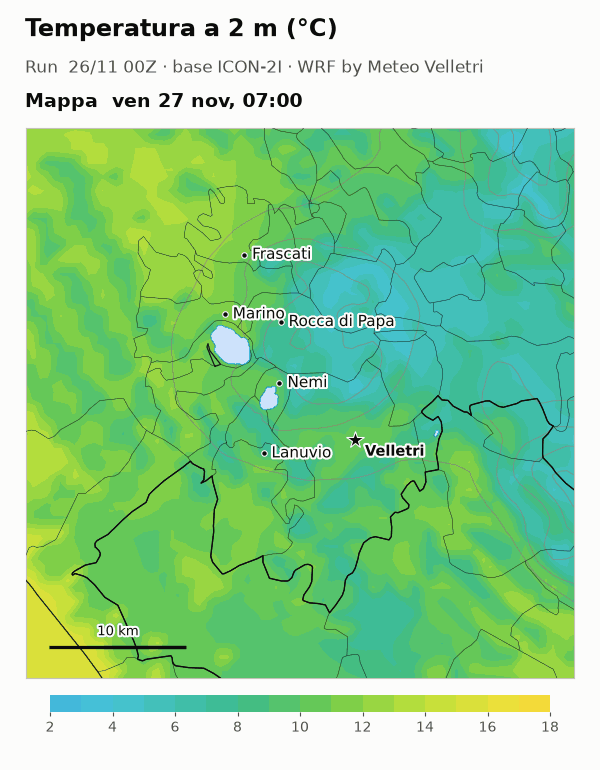 Temperatura a 2 m (°C)
Run 26/11 00Z · base ICON-2I · WRF by Meteo Velletri
Mappa ven 27 nov, 07:00
Frascati
Marino
Rocca di Papa
Nemi
Velletri
Lanuvio
10 km
2 4 6 8 10 12 14 16 18